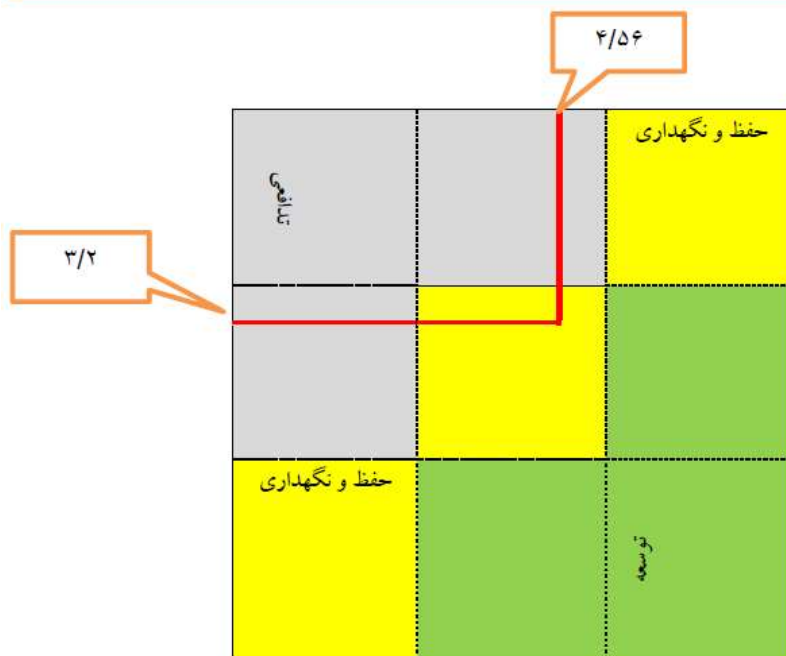 ۴/۵۶
حفظ و نگهداری
تدافعی
۳/۲
حفظ و نگهداری
توسعه